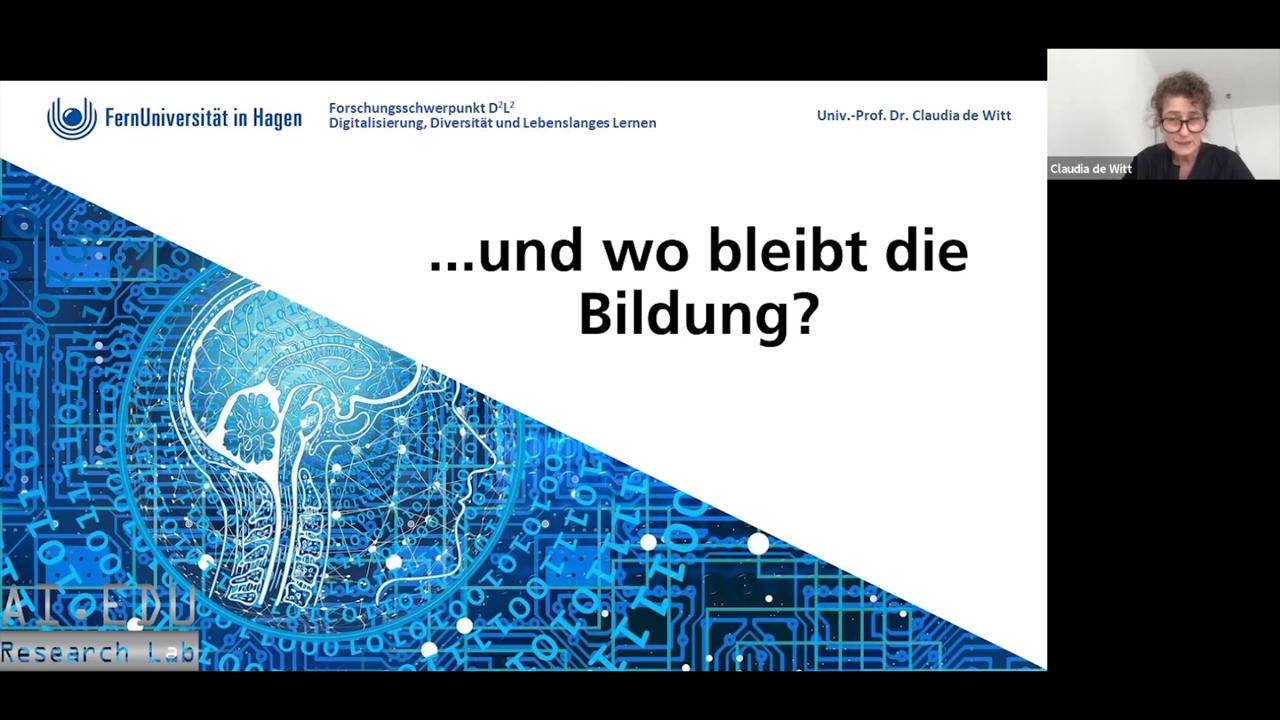 FernUniversität in Hagen
Forschungsschwerpunkt D²L²
Digitalisierung, Diversität und Lebenslanges Lernen
Univ.-Prof. Dr. Claudia de Witt
Claudia de Witt
...und wo bleibt die
Bildung?
AI.EDU
Research Lab